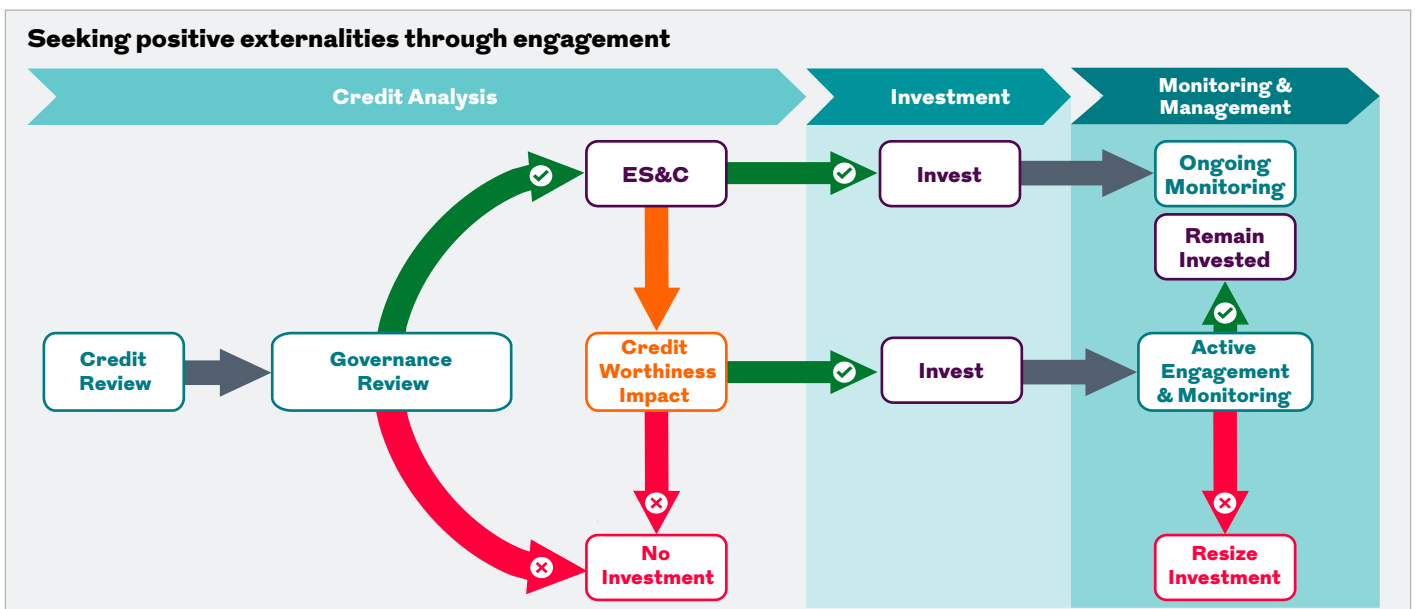 Seeking positive externalities through engagement
Credit Analysis
Investment
Monitoring &
Management
ES&C
Invest
Ongoing
Monitoring
Remain
Invested
Credit
Review
Governance
Review
Credit
Worthiness
Impact
Invest
Active
Engagement
& Monitoring
No
Investment
Resize
Investment